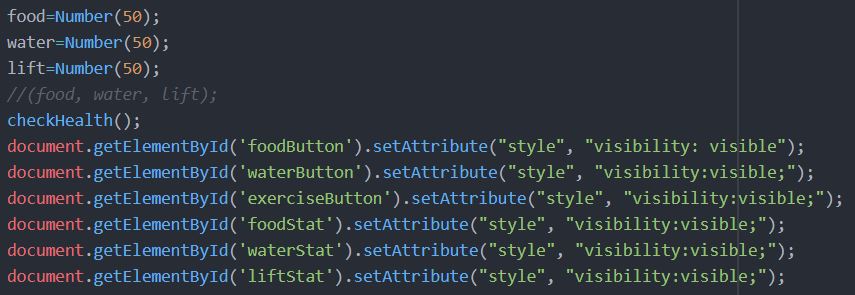 food=Number(50);
water=Number(50);
lift=Number(50);
//(food, water, lift);
checkHealth();
document.getElementById('foodButton').setAttribute("style", "visibility: visible");
document.getElementById('waterButton').setAttribute("style", "visibility:visible;");
document.getElementById('exerciseButton').setAttribute("style", "visibility:visible;");
document.getElementById('foodStat').setAttribute("style", "visibility:visible;");
document.getElementById('waterStat').setAttribute("style", "visibility:visible;");
document.getElementById('liftStat').setAttribute("style", "visibility:visible;");